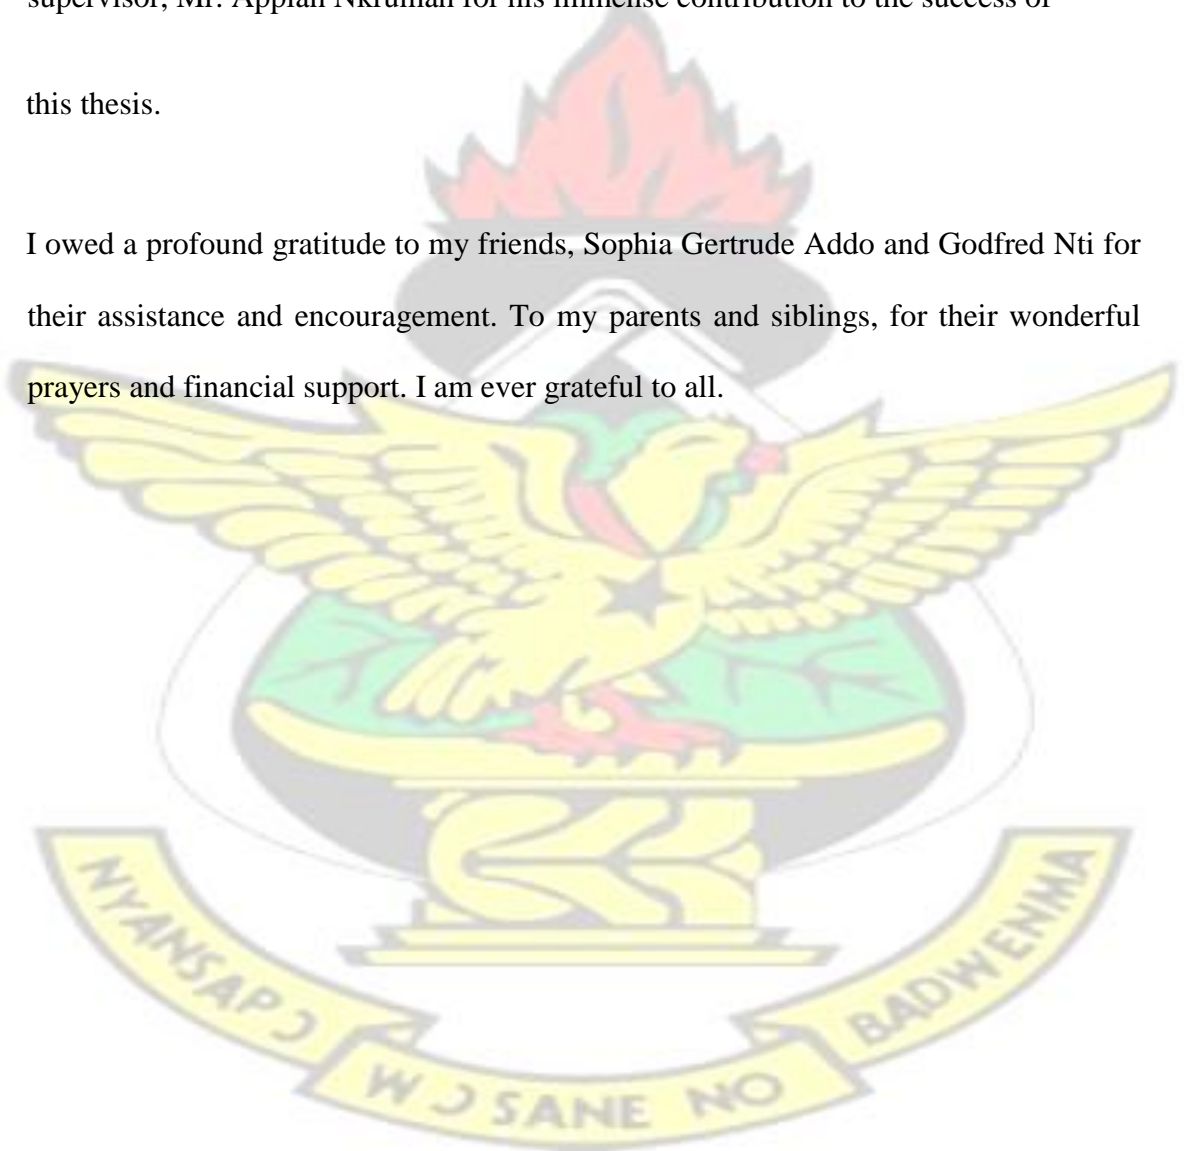 supervisor, Mr. Appiah Nkrumah for his immense contribution to the success of
this thesis.
I owed a profound gratitude to my friends, Sophia Gertrude Addo and Godfred Nti for
their assistance and encouragement. To my parents and siblings, for their wonderful
prayers and financial support. I am ever grateful to all.
NYANSAPƆ
WƆSANE NO
BADWENMA